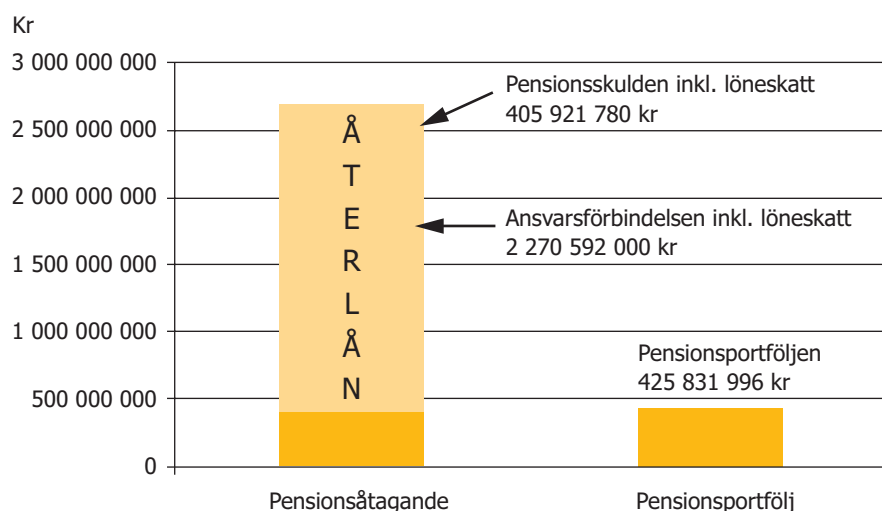 Kr
3 000 000 000
2 500 000 000
2 000 000 000
1 500 000 000
1 000 000 000
500 000 000
0
Å
T
E
R
L
Å
N
Pensionsskulden inkl. löneskatt
405 921 780 kr
Ansvarsförbindelsen inkl. löneskatt
2 270 592 000 kr
Pensionsportföljen
425 831 996 kr
Pensionsåtagande
Pensionsportfölj